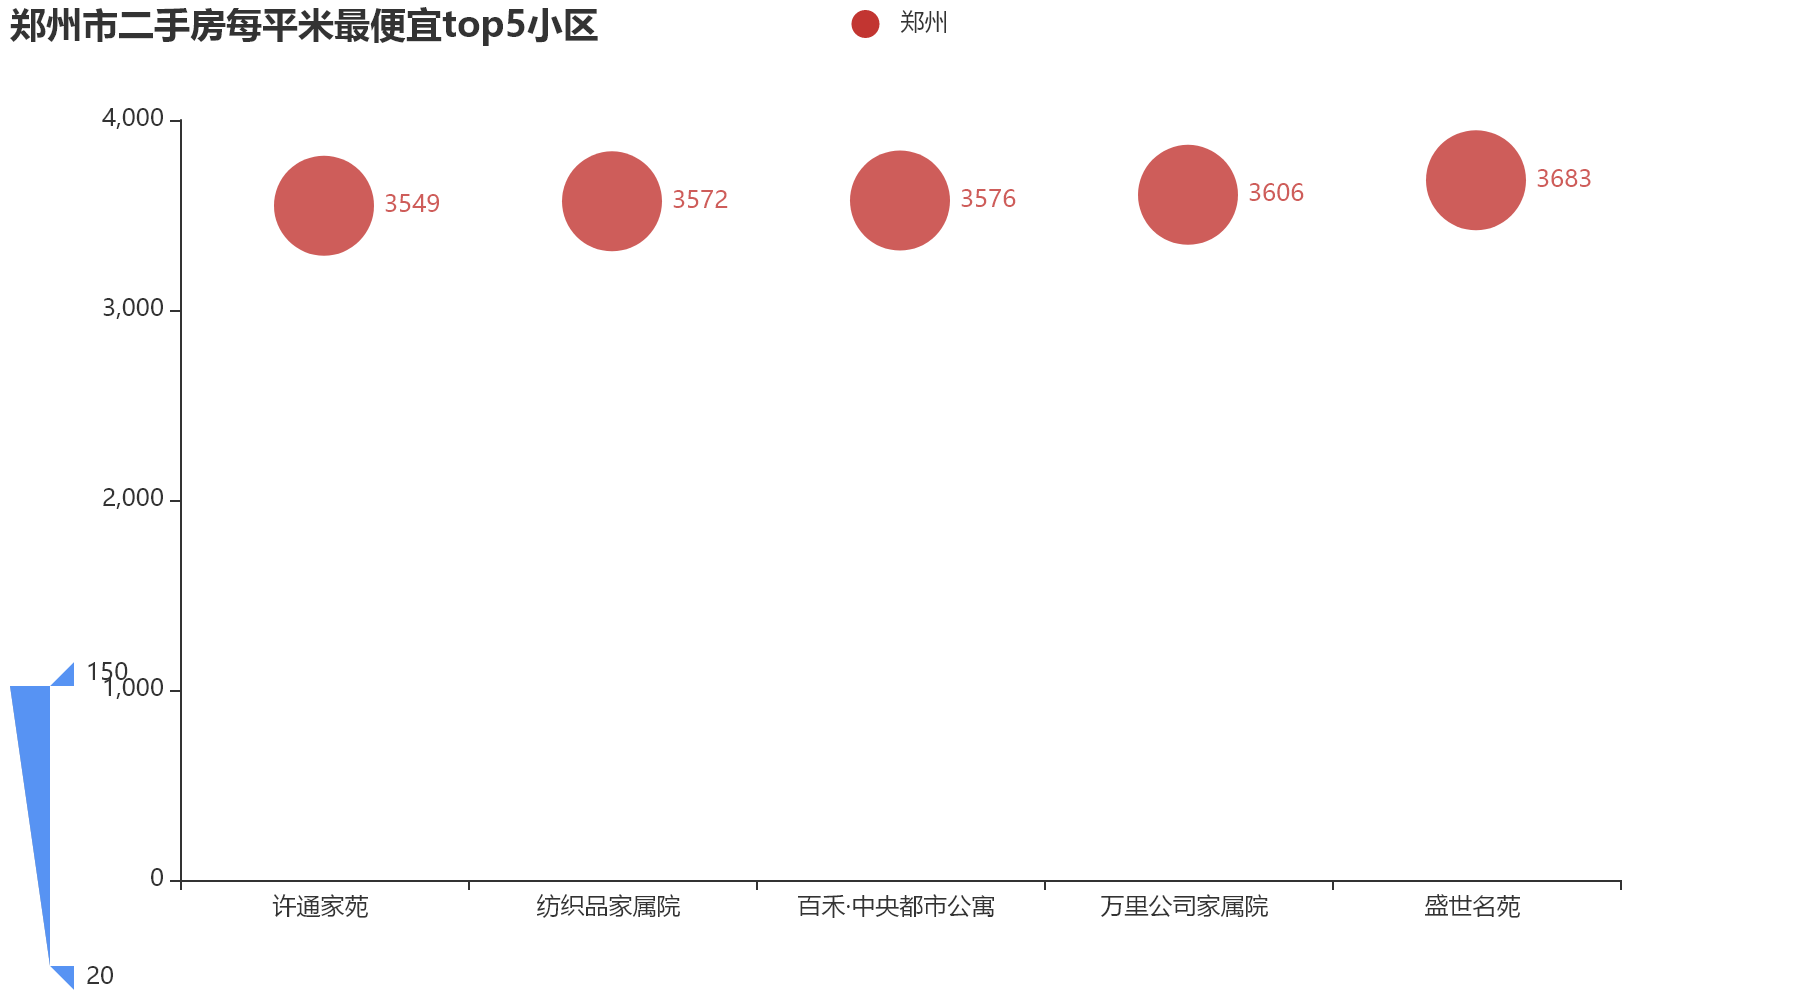 郑州市二手房每平米最便宜top5小区
郑州
4,000
3,000
2,000
1,000
0
3549
3572
3576
3606
3683
150
20
许通家苑
纺织品家属院
百禾·中央都市公寓
万里公司家属院
盛世名苑